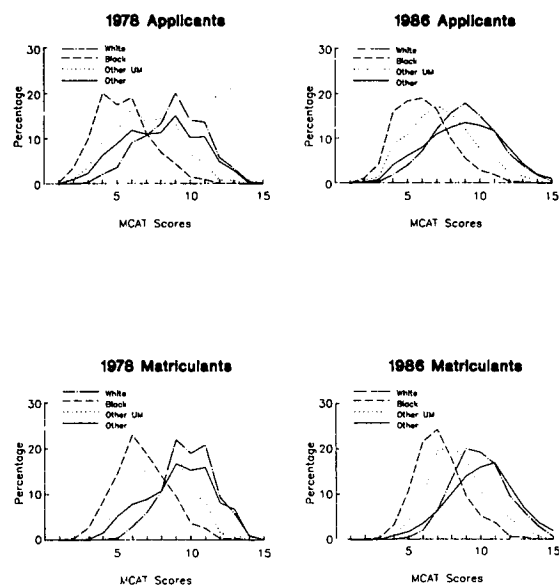 1978 Applicants
30
20
10
0
Percentage
White
Black
Other UM
Other
5
10
15
MCAT Scores
1986 Applicants
30
20
10
0
Percentage
White
Black
Other UM
Other
5
10
15
MCAT Scores
1978 Matriculants
30
20
10
0
Percentage
White
Black
Other UM
Other
5
10
15
MCAT Scores
1986 Matriculants
30
20
10
0
Percentage
White
Black
Other UM
Other
5
10
15
MCAT Scores